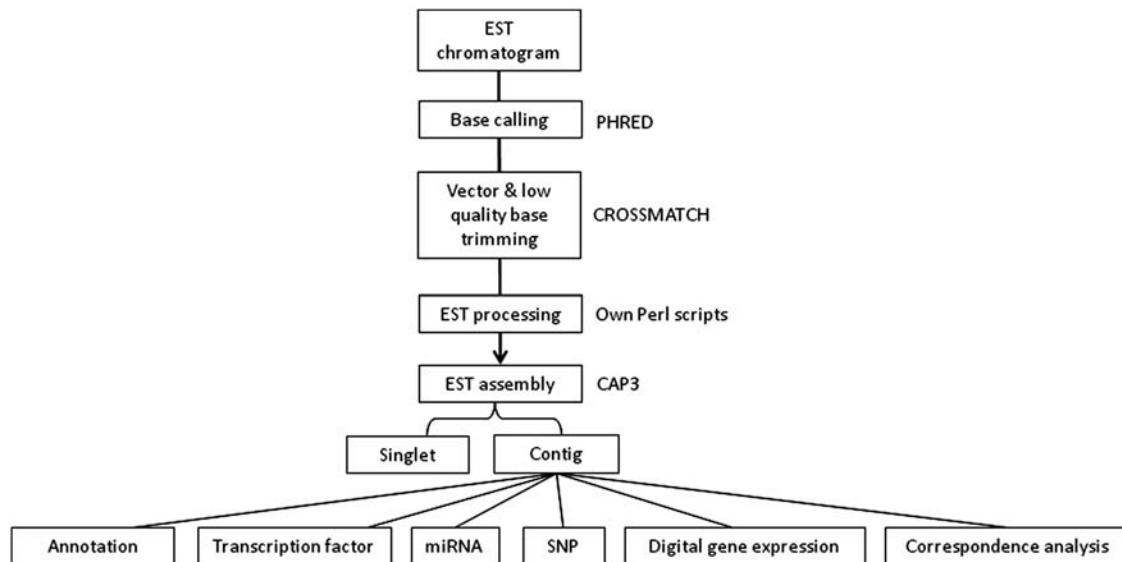 EST
chromatogram
Base calling
PHRED
Vector & low
quality base
trimming
CROSSMATCH
EST processing
Own Perl scripts
EST assembly
CAP3
Singlet
Contig
Annotation
Transcription factor
miRNA
SNP
Digital gene expression
Correspondence analysis